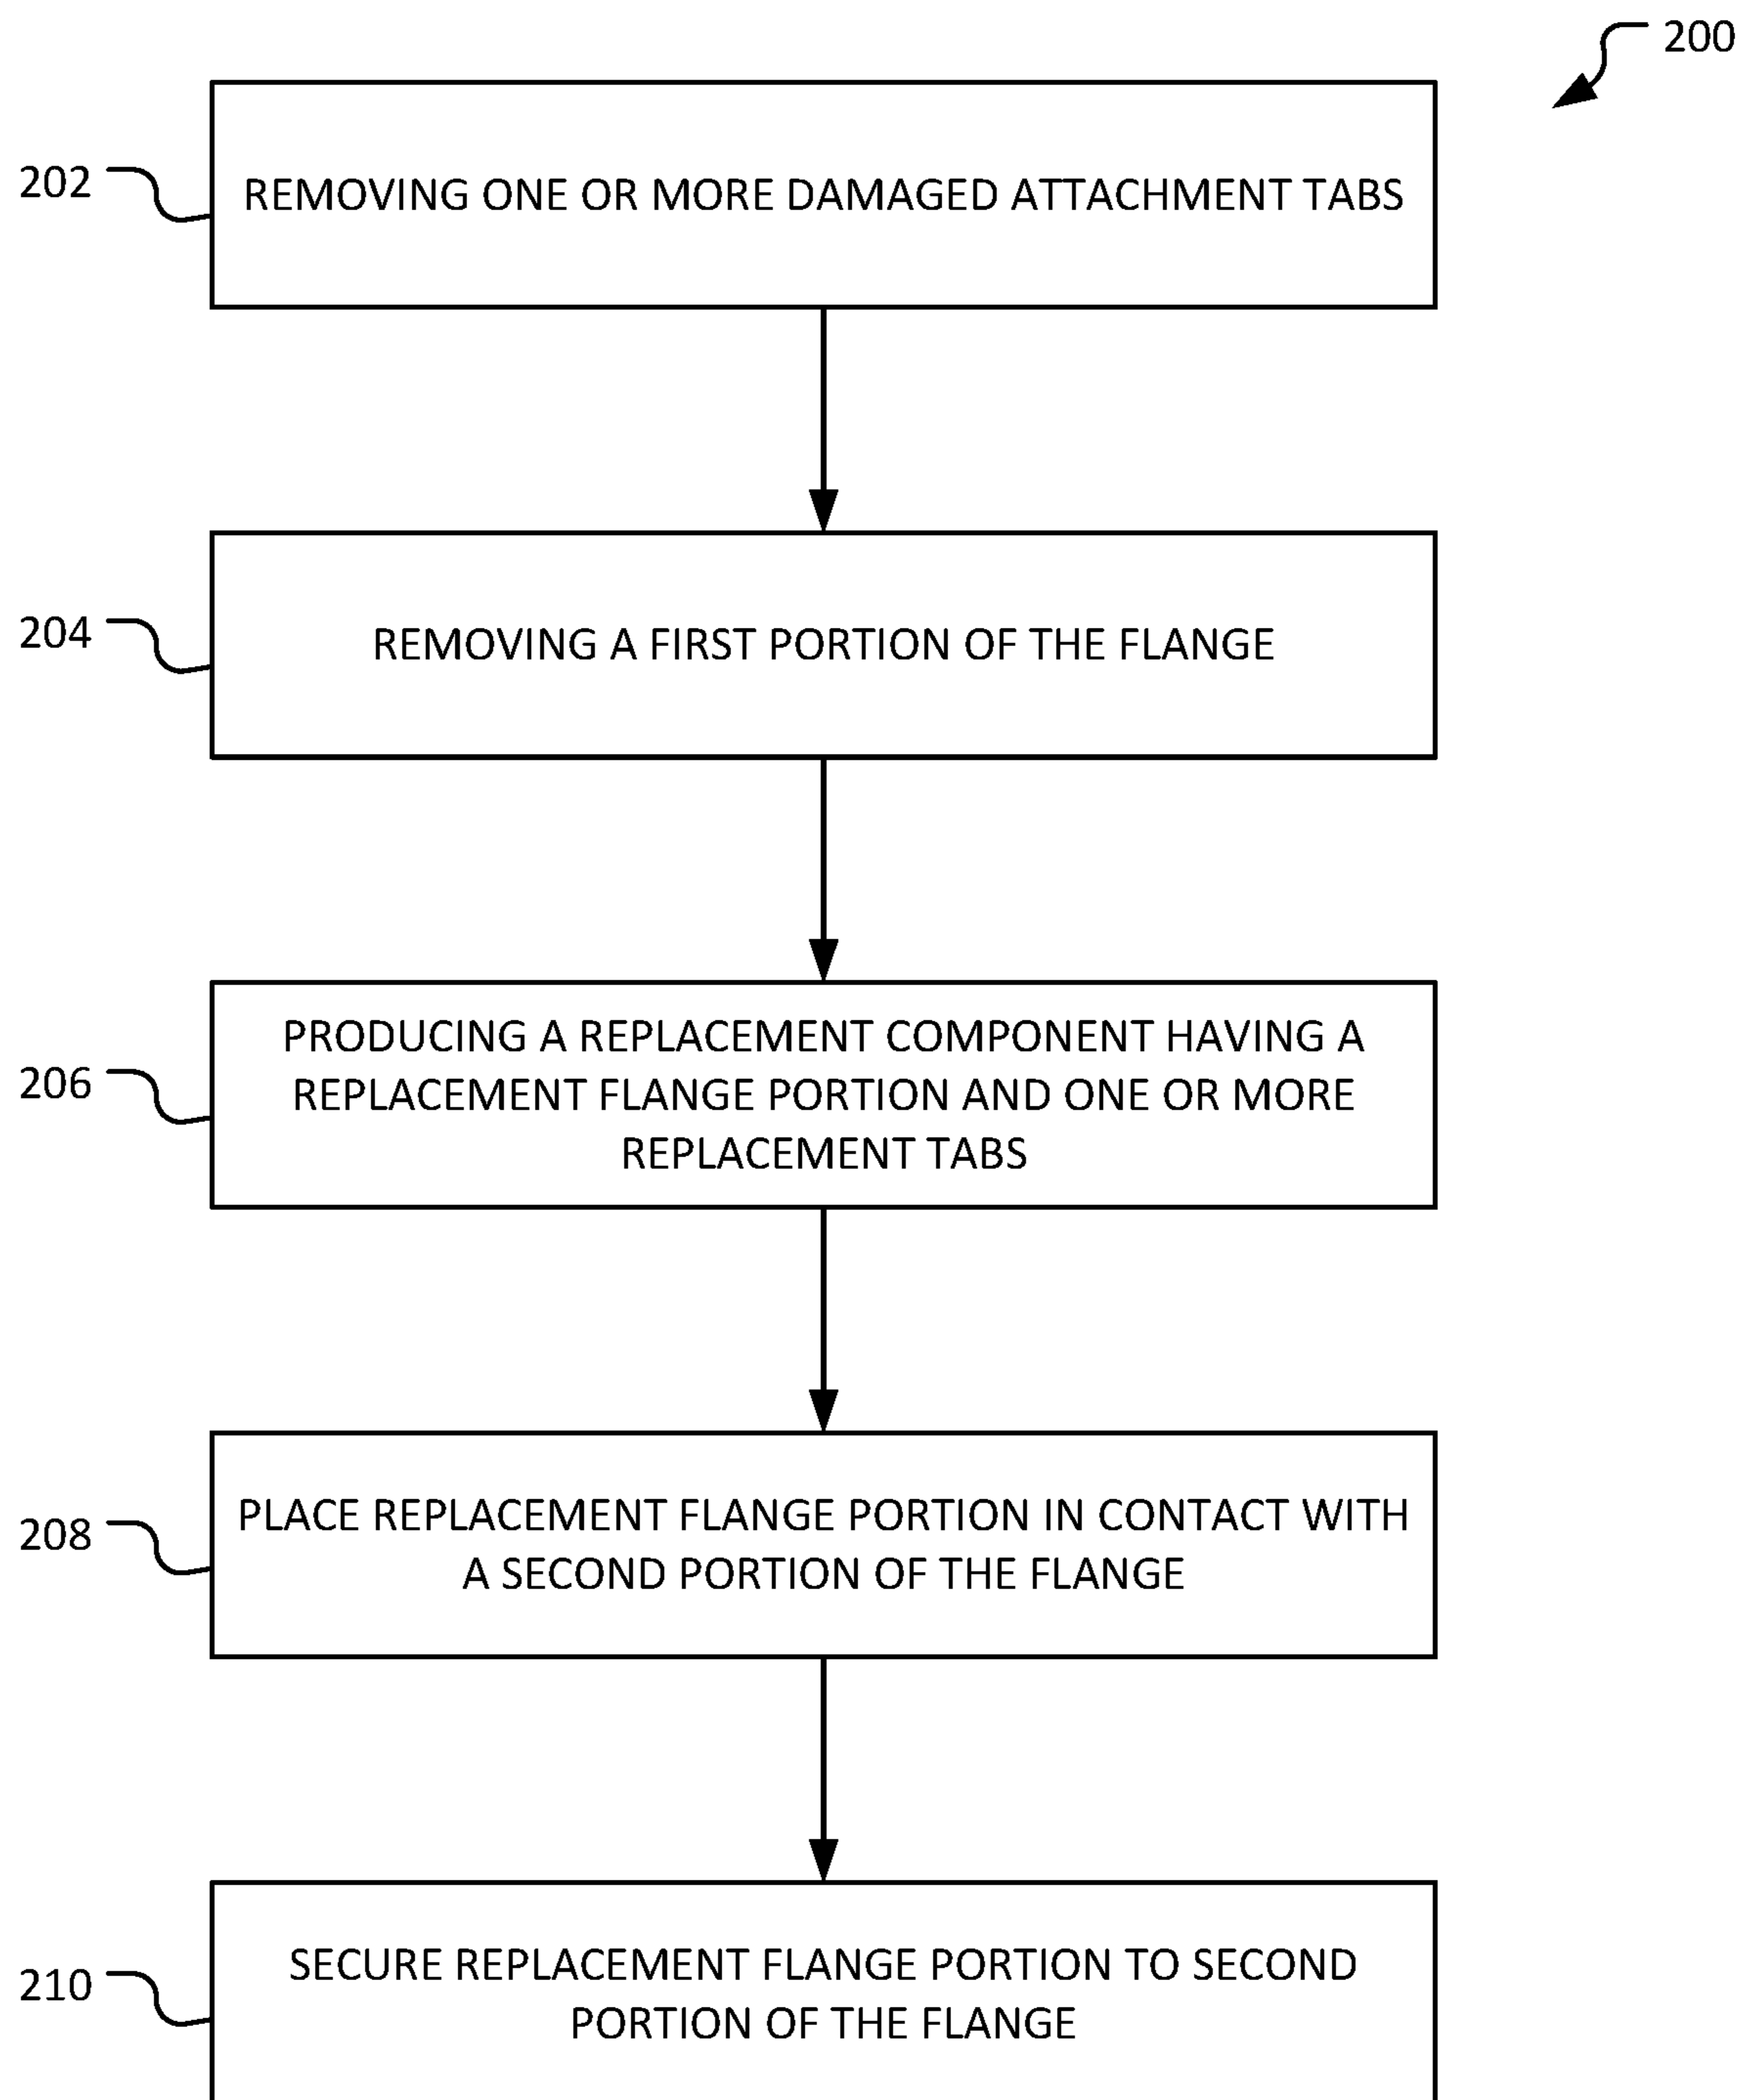 200
202
REMOVING ONE OR MORE DAMAGED ATTACHMENT TABS
204
REMOVING A FIRST PORTION OF THE FLANGE
206
PRODUCING A REPLACEMENT COMPONENT HAVING A
REPLACEMENT FLANGE PORTION AND ONE OR MORE
REPLACEMENT TABS
208
PLACE REPLACEMENT FLANGE PORTION IN CONTACT WITH
A SECOND PORTION OF THE FLANGE
210
SECURE REPLACEMENT FLANGE PORTION TO SECOND
PORTION OF THE FLANGE